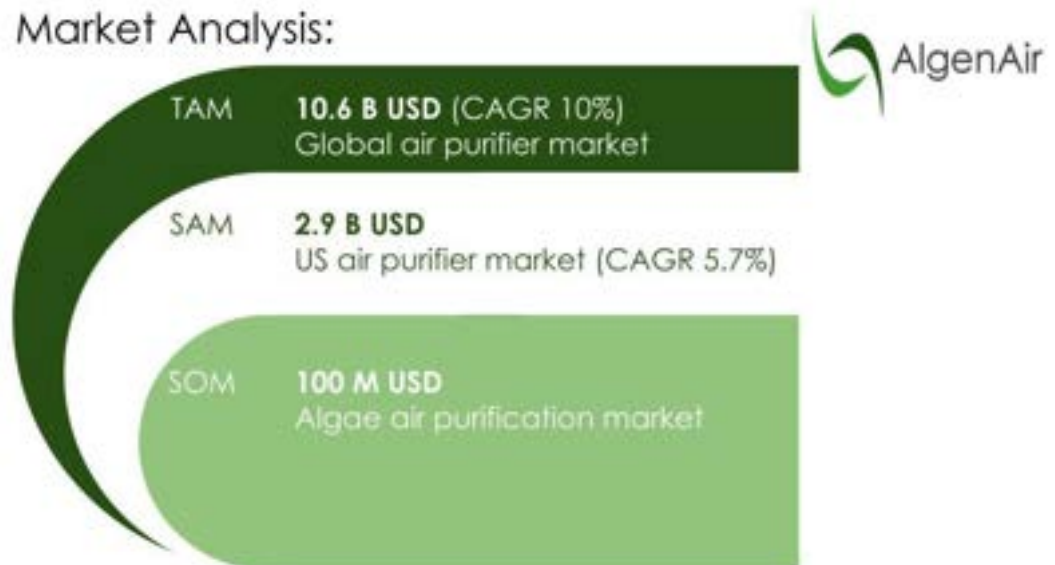 Market Analysis:
AlgenAir
TAM
10.6 B USD (CAGR 10%)
Global air purifier market
SAM
2.9 B USD
US air purifier market (CAGR 5.7%)
SOM
100 M USD
Algae air purification market